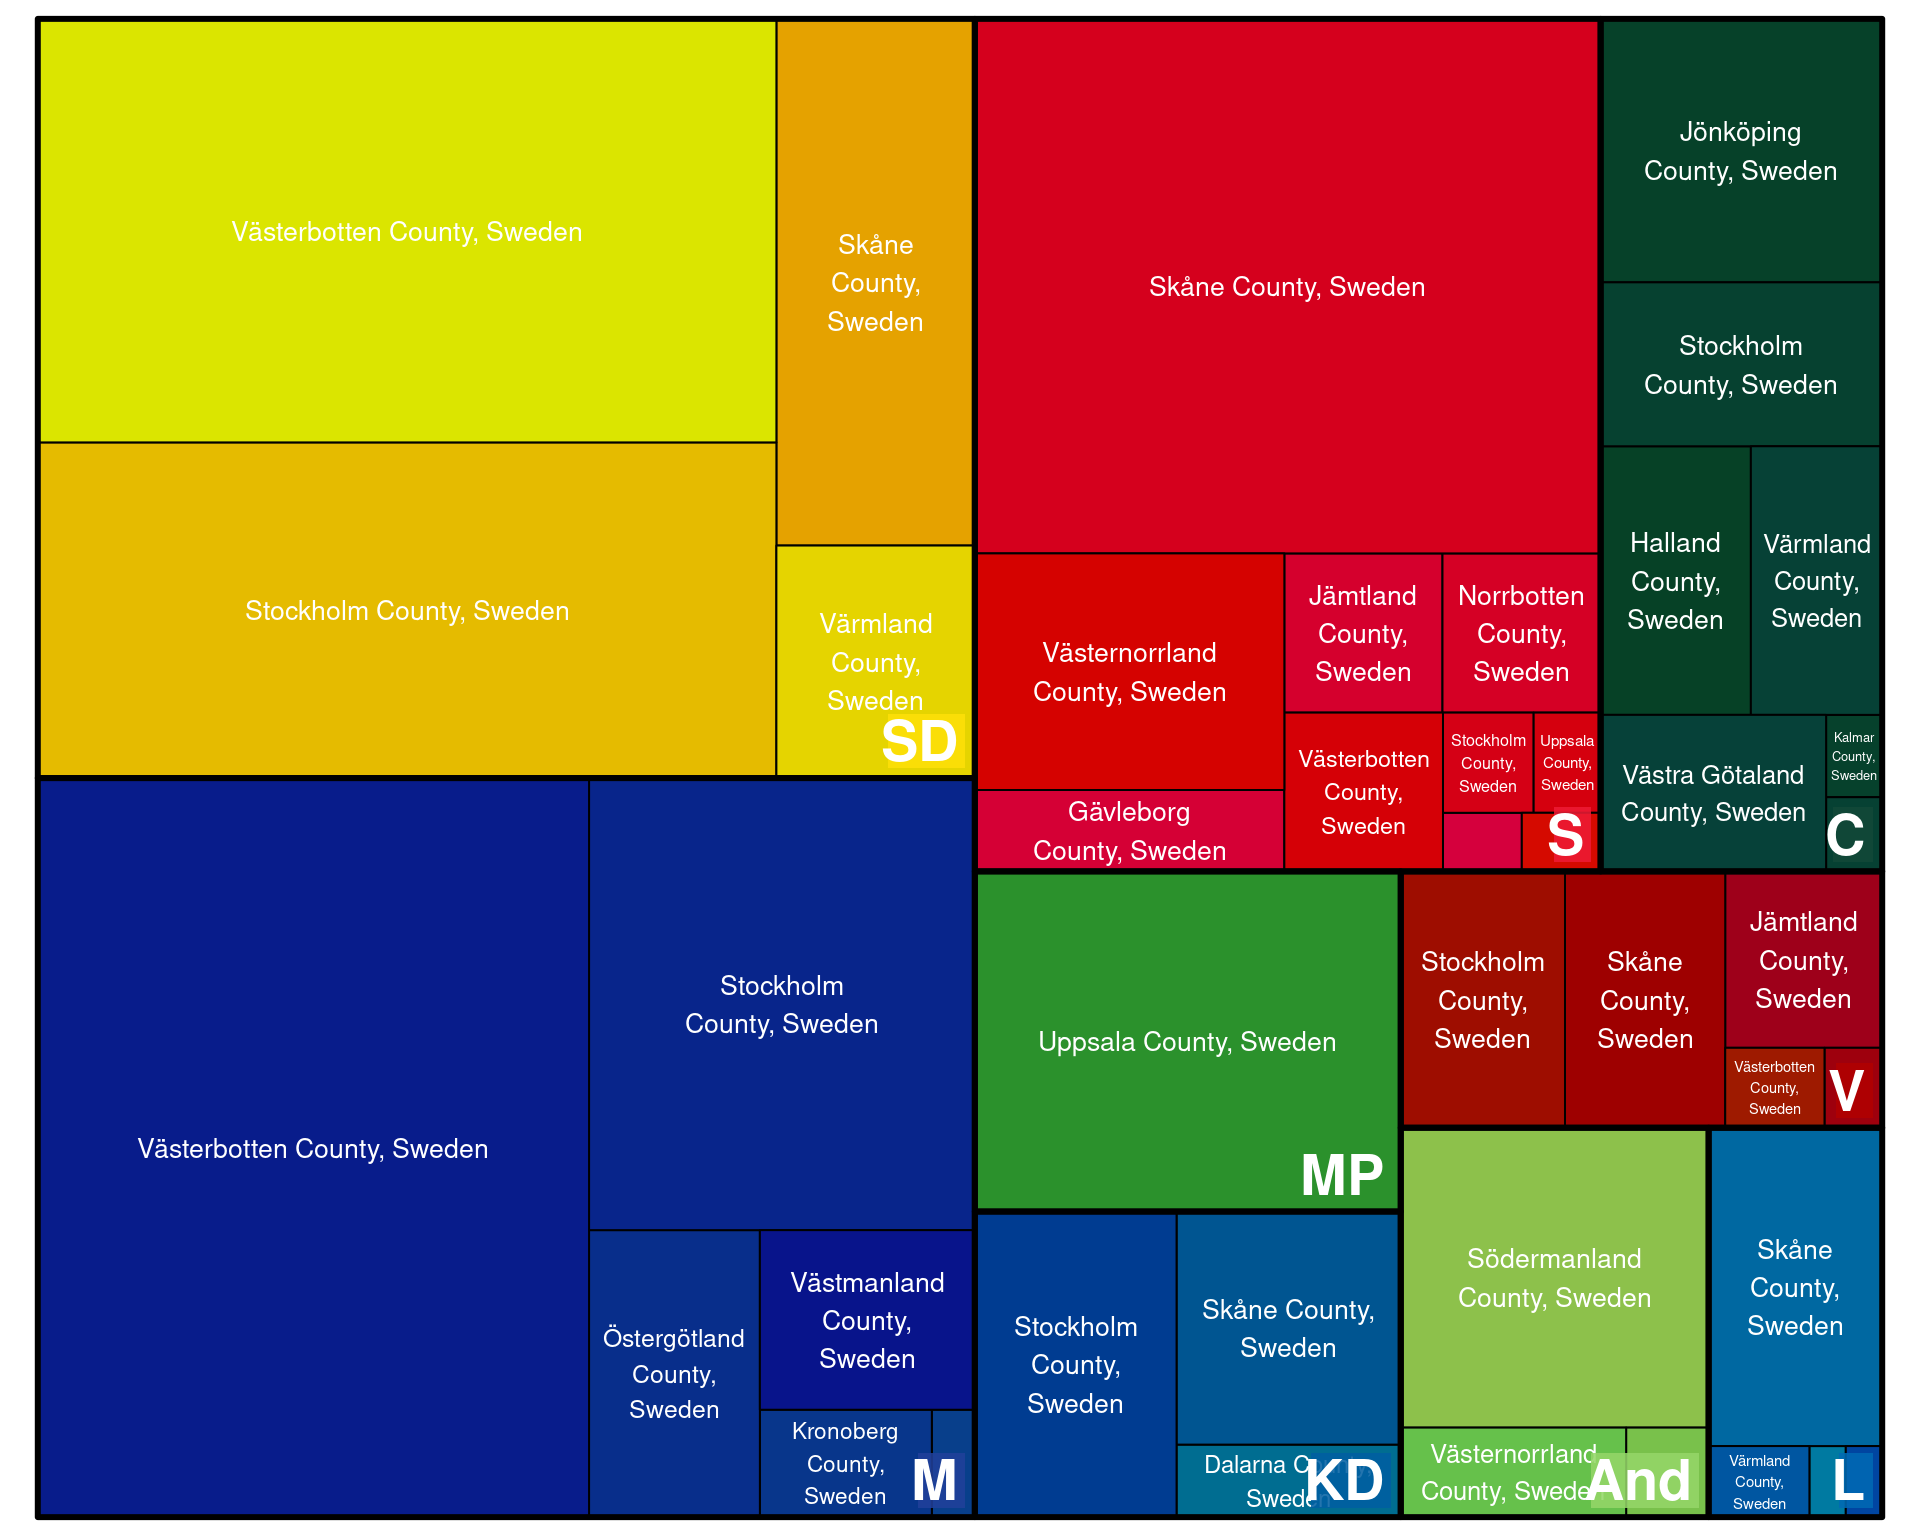 Västerbotten County, Sweden
Stockholm County, Sweden
Skåne
County,
Sweden
Värmland
County,
Sweden
SD
Västerbotten County, Sweden
Stockholm
County, Sweden
Östergötland
County,
Sweden
Västmanland
County,
Sweden
Kronoberg
County,
Sweden
M
Skåne County, Sweden
Västernorrland
County, Sweden
Gävleborg
County, Sweden
Jämtland
County,
Sweden
Norrbotten
County,
Sweden
Västerbotten
County,
Sweden
Stockholm
County,
Sweden
Uppsala
County,
Sweden
S
Jönköping
County, Sweden
Stockholm
County, Sweden
Halland
County,
Sweden
Värmland
County,
Sweden
Västra Götaland
County, Sweden
Kalmar
County,
Sweden
C
Uppsala County, Sweden
MP
Stockholm
County,
Sweden
Skåne County,
Sweden
Dalarna County,
Sweden
KD
Stockholm
County,
Sweden
Skåne
County,
Sweden
Jämtland
County,
Sweden
Västerbotten
County,
Sweden
V
Södermanland
County, Sweden
Västernorrland
County, Sweden
And
Skåne
County,
Sweden
Värmland
County,
Sweden
L